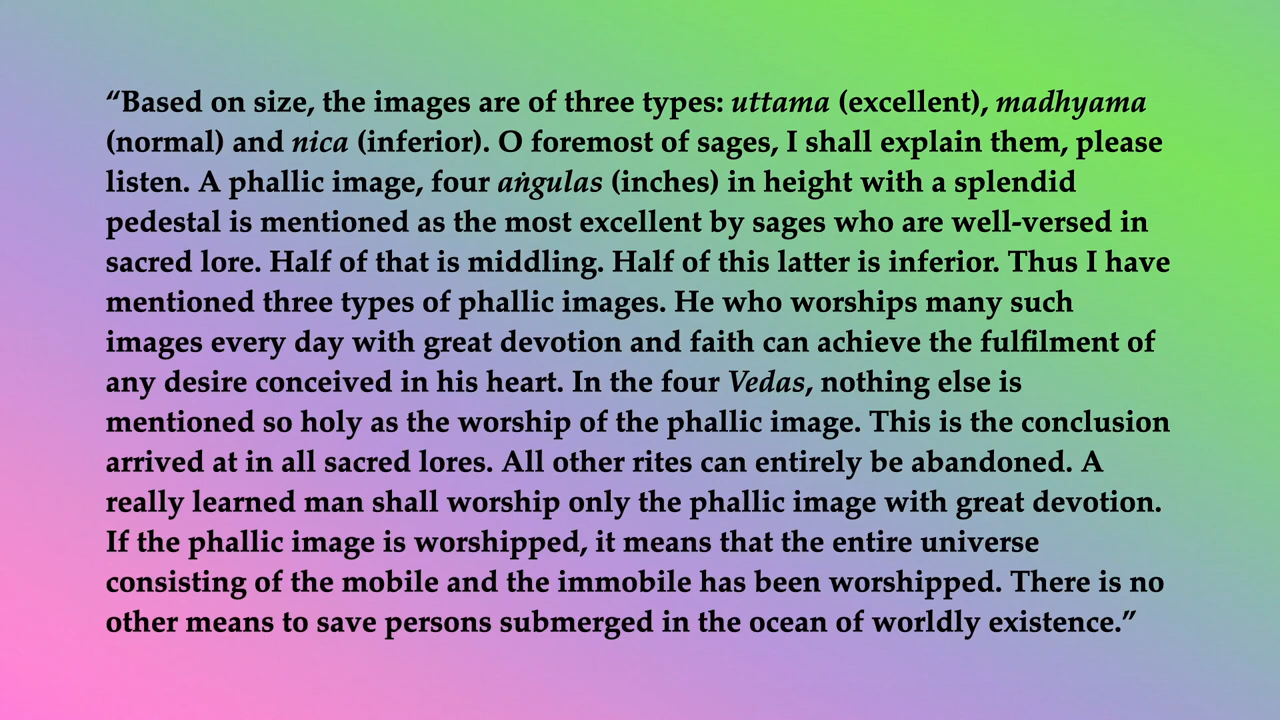 “Based on size, the images are of three types: uttama (excellent), madhyama
(normal) and nica (inferior). O foremost of sages, I shall explain them, please
listen. A phallic image, four aṅgulas (inches) in height with a splendid
pedestal is mentioned as the most excellent by sages who are well-versed in
sacred lore. Half of that is middling. Half of this latter is inferior. Thus I have
mentioned three types of phallic images. He who worships many such
images every day with great devotion and faith can achieve the fulfilment of
any desire conceived in his heart. In the four Vedas, nothing else is
mentioned so holy as the worship of the phallic image. This is the conclusion
arrived at in all sacred lores. All other rites can entirely be abandoned. A
really learned man shall worship only the phallic image with great devotion.
If the phallic image is worshipped, it means that the entire universe
consisting of the mobile and the immobile has been worshipped. There is no
other means to save persons submerged in the ocean of worldly existence.”